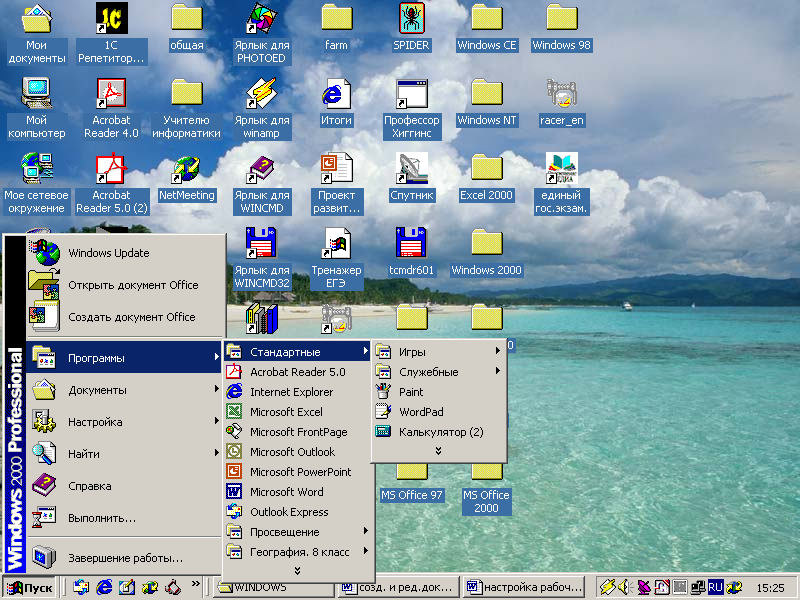 Мои
документы
1С
Репетитор...
общая
Ярлык для
PHOTOED
farm
SPIDER
Windows CE
Windows 98
Мой
компьютер
Acrobat
Reader 4.0
Учителю
информатики
Ярлык для
winamp
Итоги
Профессор
Хиггинс
Windows NT
racer_en
Мое сетевое
окружение
Acrobat
Reader 5.0 (2)
NetMeeting
Ярлык для
WINCMD
Проект
развит...
Спутник
Excel 2000
единый
гос.экзам.
Ярлык для
WINCMD32
Тренажер
ЕГЭ
tcmdr601
Windows 2000
MS Office 97
MS Office
2000
Windows 2000 Professional
Windows Update
Открыть документ Office
Создать документ Office
Программы
Документы
Настройка
Найти
Справка
Выполнить...
Завершение работы...
Стандартные
Acrobat Reader 5.0
Internet Explorer
Microsoft Excel
Microsoft FrontPage
Microsoft Outlook
Microsoft PowerPoint
Microsoft Word
Outlook Express
Просвещение
География. 8 класс
Игры
Служебные
Paint
WordPad
Калькулятор (2)
Пуск
WINDOWS
созд. и ред.док...
настройка рабоч...
RU
15:25